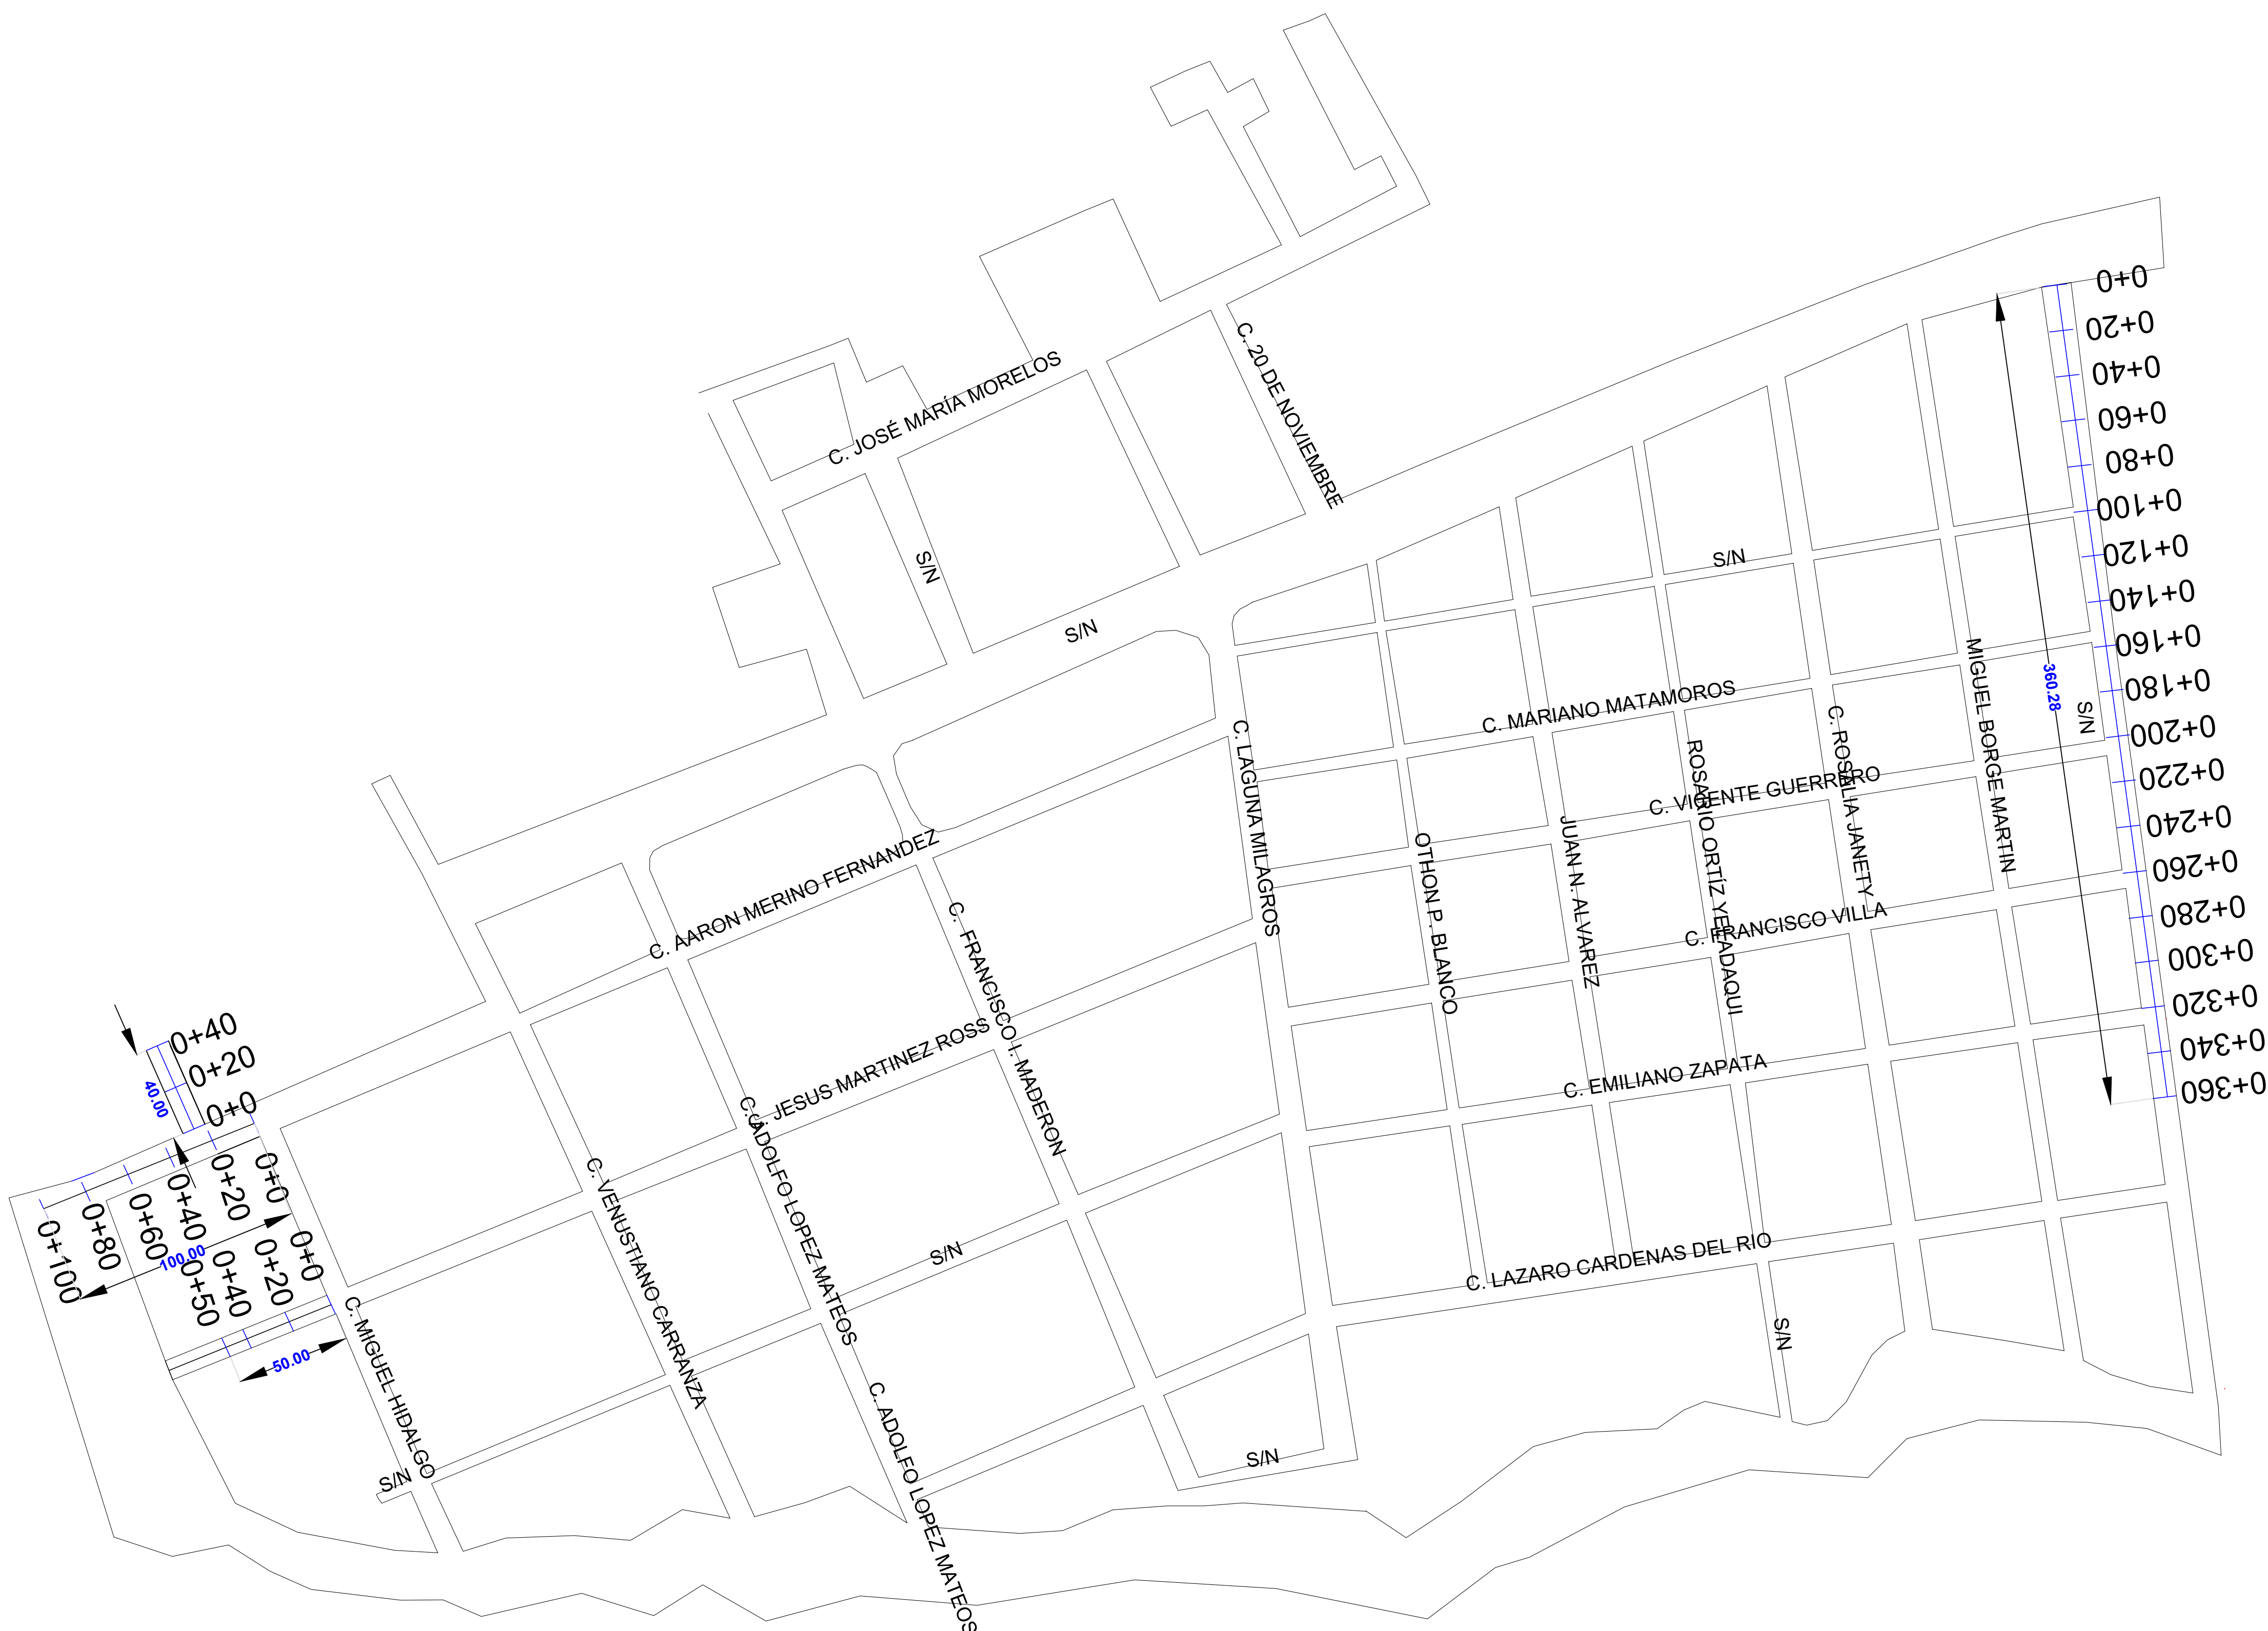 C. 20 DE NOVIEMBRE
C. JOSÉ MARÍA MORELOS
S/N
S/N
S/N
C. MARIANO MATAMOROS
C. VICENTE GUERRERO
C. FRANCISCO VILLA
C. EMILIANO ZAPATA
C. LAZARO CARDENAS DEL RIO
C. LAGUNA MILAGROS
OTHON P. BLANCO
JUAN N. ALVAREZ
ROSARIO ORTÍZ YELADAQUI
C. ROSALIA JANETY
MIGUEL BORGE MARTIN
S/N
360.28
0+0
0+20
0+40
0+60
0+80
0+100
0+120
0+140
0+160
0+180
0+200
0+220
0+240
0+260
0+280
0+300
0+320
0+340
0+360
C. AARON MERINO FERNANDEZ
C. FRANCISCO I. MADERON
C. JESUS MARTINEZ ROSS
C. ADOLFO LOPEZ MATEOS
C. VENUSTIANO CARRANZA
S/N
C. ADOLFO LOPEZ MATEOS
C. MIGUEL HIDALGO
S/N
S/N
S/N
0+40
0+20
0+0
40.00
0+0
0+20
0+40
0+60
0+80
0+100
100.00
0+0
0+20
0+40
0+50
50.00